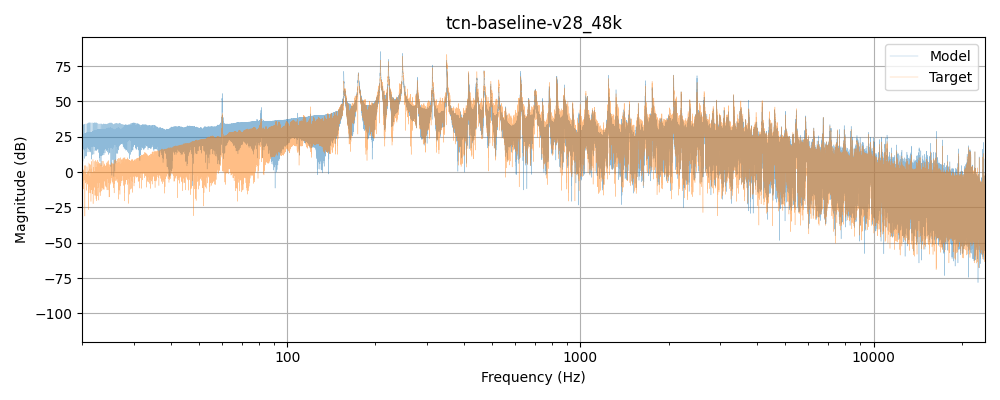 tcn-baseline-v28_48k
Model
Target
75
50
25
0
−25
−50
−75
−100
Magnitude (dB)
100
1000
10000
Frequency (Hz)